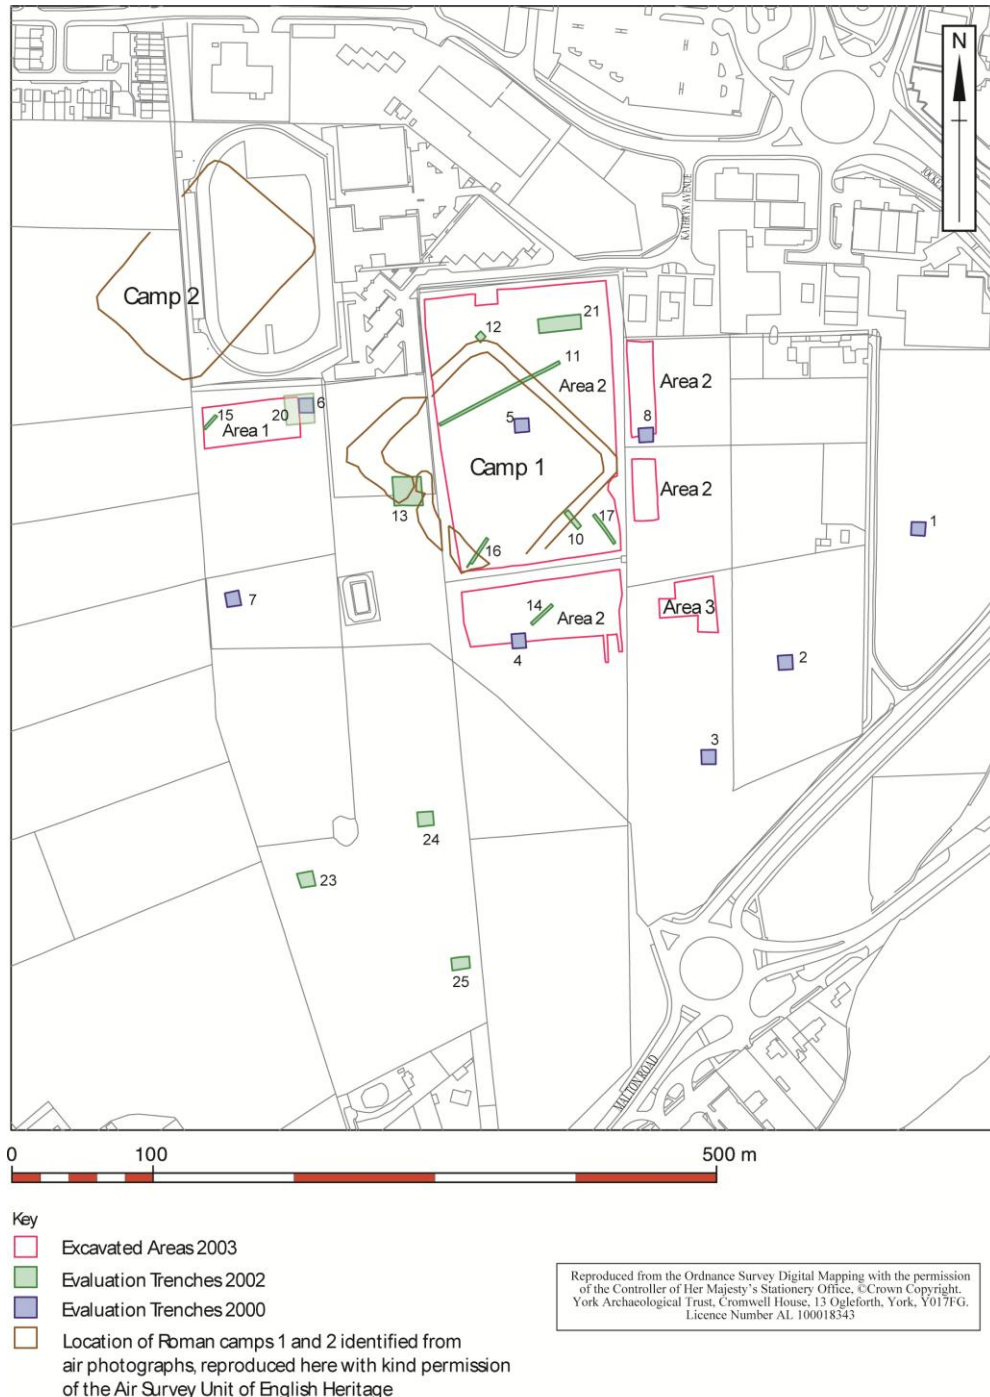 N
KATHRYN AVENUE
JOCKEY
Camp 2
12
21
11
Area 2
Area 2
5
8
15
20
6
Area 1
Camp 1
Area 2
13
10
17
1
16
7
14
Area 2
Area 3
4
2
3
24
23
25
MALTON ROAD
0
100
500 m
Key
Excavated Areas 2003
Evaluation Trenches 2002
Evaluation Trenches 2000
Location of Roman camps 1 and 2 identified from
air photographs, reproduced here with kind permission
of the Air Survey Unit of English Heritage
Reproduced from the Ordnance Survey Digital Mapping with the permission
of the Controller of Her Majesty's Stationery Office, ©Crown Copyright.
York Archaeological Trust, Cromwell House, 13 Ogleforth, York, Y017FG.
Licence Number AL 100018343